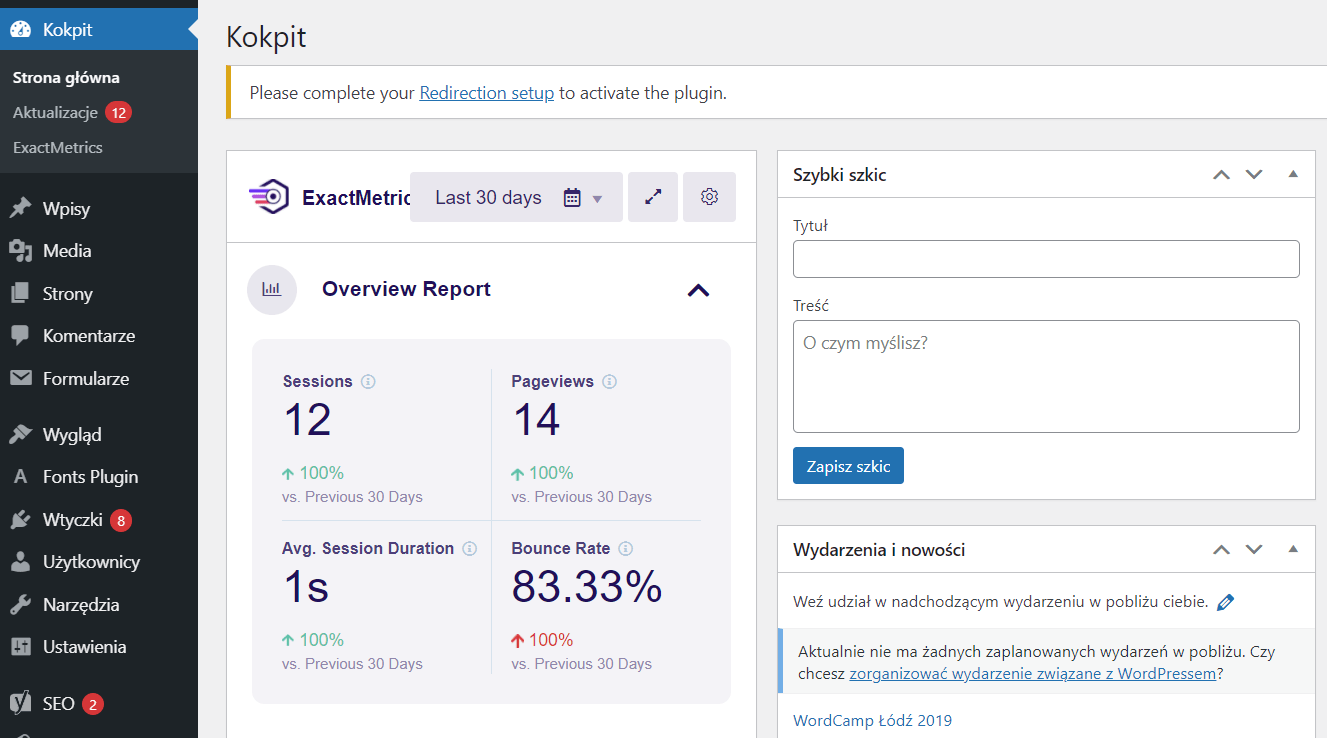 Kokpit
Strona główna
Aktualizacje 12
ExactMetrics
Wpisy
Media
Strony
Komentarze
Formularze
Wygląd
Fonts Plugin
Wtyczki 8
Użytkownicy
Narzędzia
Ustawienia
SEO 2
Kokpit
Please complete your Redirection setup to activate the plugin.
ExactMetric
Last 30 days
Overview Report
Sessions
12
100%
vs. Previous 30 Days
Pageviews
14
100%
vs. Previous 30 Days
Avg. Session Duration
1s
100%
vs. Previous 30 Days
Bounce Rate
83.33%
100%
vs. Previous 30 Days
Szybki szkic
Tytuł
Treść
O czym myślisz?
Zapisz szkic
Wydarzenia i nowości
Weź udział w nadchodzącym wydarzeniu w pobliżu ciebie.
Aktualnie nie ma żadnych zaplanowanych wydarzeń w pobliżu. Czy
chcesz zorganizować wydarzenie związane z WordPressem?
WordCamp Łódź 2019